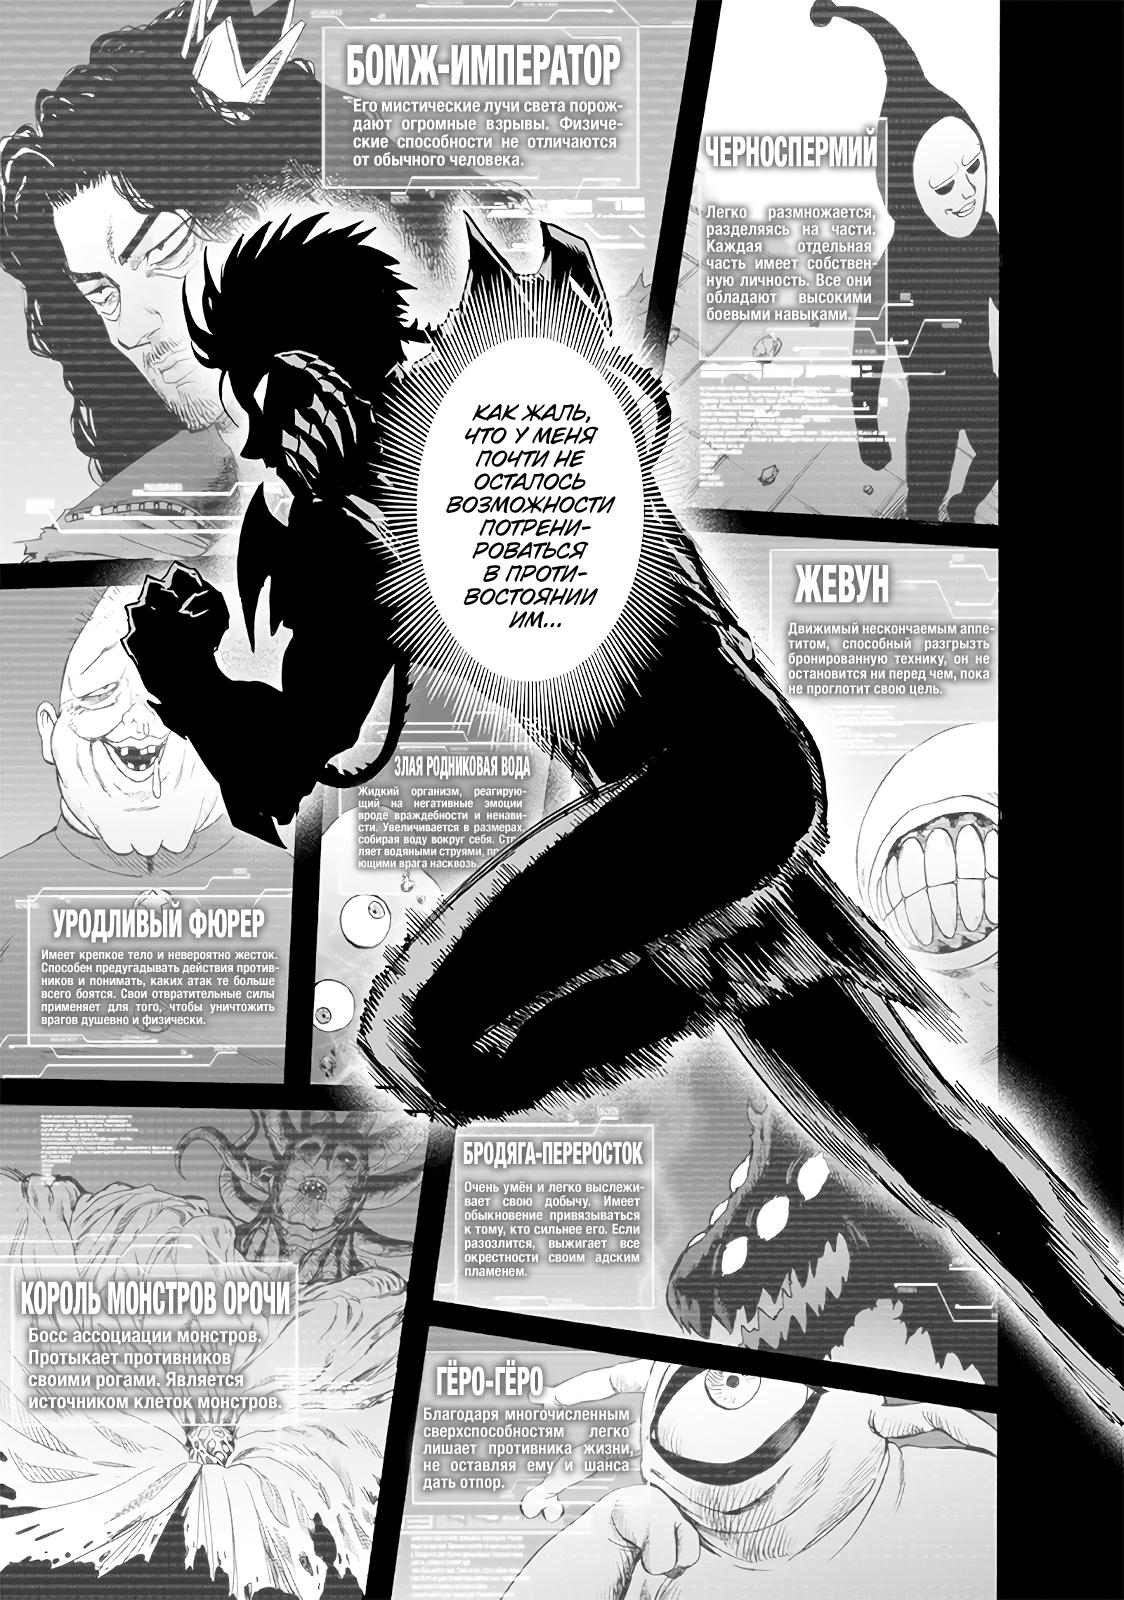 БОМЖ-ИМПЕРАТОР
Его мистические лучи света порож-
дают огромные взрывы. Физиче-
ские способности не отличаются
от обычного человека.
ЧЕРНОСПЕРМИЙ
Легко размножается,
разделяясь на части.
Каждая отдельная
часть имеет собствен-
ную личность. Все они
обладают высокими
боевыми навыками.
КАК ЖАЛЬ,
ЧТО У МЕНЯ
ПОЧТИ НЕ
ОСТАЛОСЬ
ВОЗМОЖНОСТИ
ПОТРЕНИ-
РОВАТЬСЯ
В ПРОТИ-
ВОСТОЯНИИ
ИМ...
ЖЕВУН
Движимый нескончаемым аппе-
титом, способный разгрызть
бронированную технику, он не
остановится ни перед чем, пока
не проглотит свою цель.
ЗЛАЯ РОДНИКОВАЯ ВОДА
Жидкий организм, реагирую-
щий на негативные эмоции
вроде враждебности и ненави-
сти. Увеличивается в размерах,
собирая воду вокруг себя. Стр
ляет водяными струями, пр
ющими врага насквозь.
УРОДЛИВЫЙ ФЮРЕР
Имеет крепкое тело и невероятно жесток.
Способен предугадывать действия против-
ников и понимать, каких атак те больше
всего боятся. Свои отвратительные силы
применяет для того, чтобы уничтожить
врагов душевно и физически.
БРОДЯГА-ПЕРЕРОСТОК
Очень умён и легко выслежи-
вает свою добычу. Имеет
обыкновение привязываться
к тому, кто сильнее его. Если
разозлится, выжигает все
окрестности своим адским
пламенем.
КОРОЛЬ МОНСТРОВ ОРОЧИ
Босс ассоциации монстров.
Протыкает противников
своими рогами. Является
источником клеток монстров.
ГЁРО-ГЁРО
Благодаря многочисленным
сверхспособностям легко
лишает противника жизни,
не оставляя ему и шанса
дать отпор.